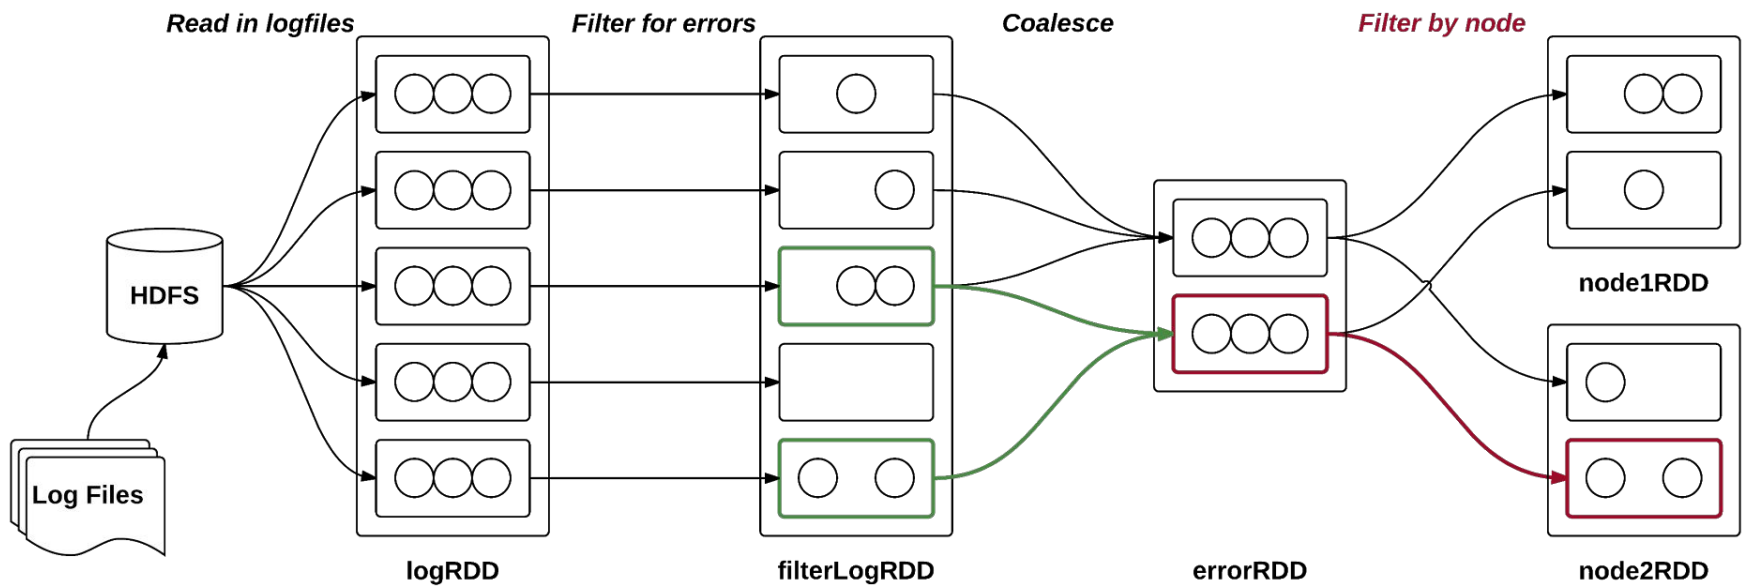 Read in logfiles
Filter for errors
Coalesce
Filter by node
HDFS
Log Files
logRDD
filterLogRDD
errorRDD
node1RDD
node2RDD